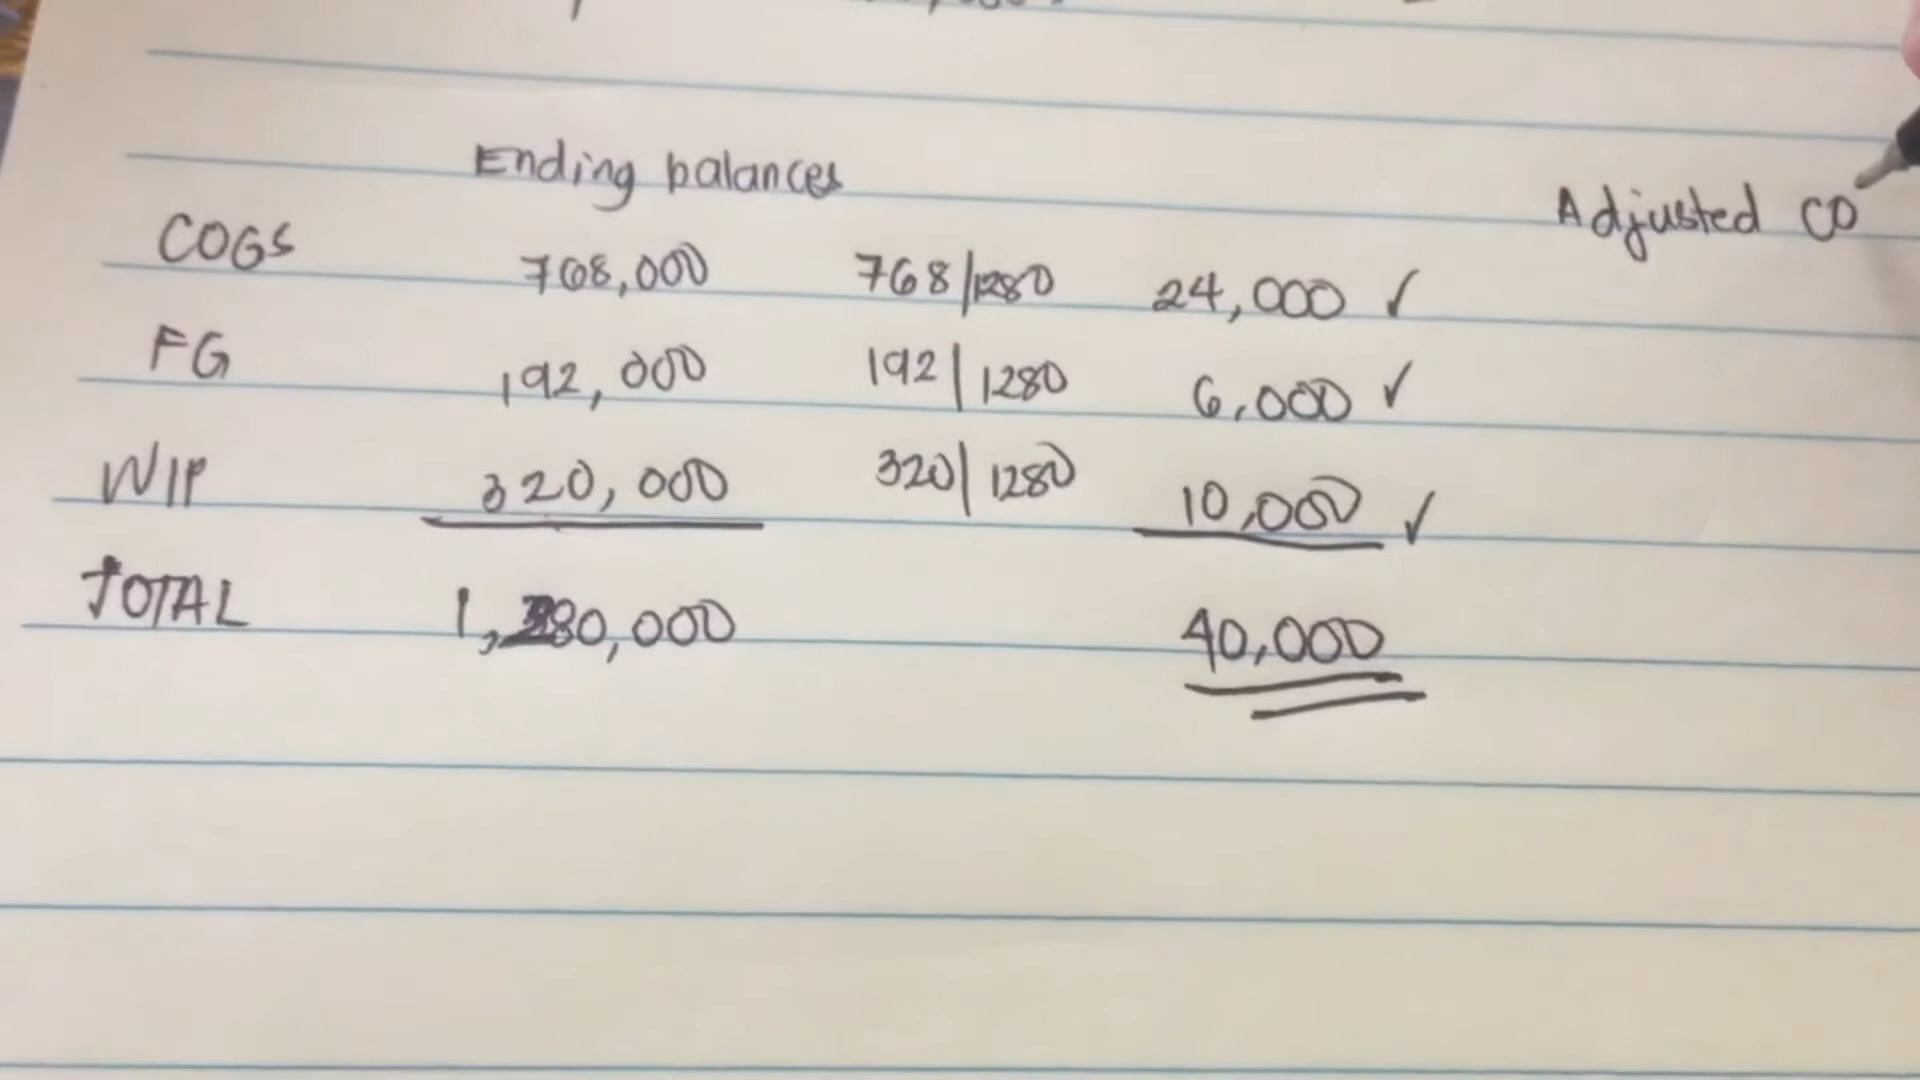 Ending balances
Adjusted CO
COGS 768,000 768/1280 24,000 ✓
FG 192,000 192/1280 6,000 ✓
WIP 320,000 320/1280 10,000 ✓
TOTAL 1,280,000 40,000